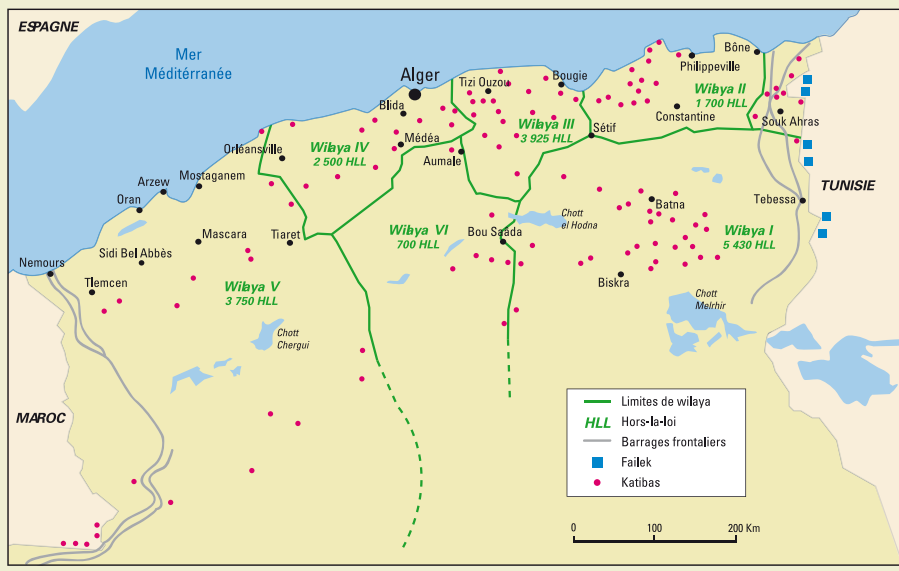 ESPAGNE
Mer
Méditérranée
Alger
Tizi Ouzou
Bougie
Bône
Philippeville
Wilaya II
1 700 HLL
Blida
Wilaya III
3 925 HLL
Constantine
Souk Ahras
Sétif
Médéa
Orléansville
Wilaya IV
2 500 HLL
Aumale
Mostaganem
Arzew
Oran
TUNISIE
Tebessa
Batna
Chott
el Hodna
Wilaya VI
700 HLL
Bou Saâda
Wilaya I
5 430 HLL
Mascara
Tiaret
Sidi Bel Abbès
Nemours
Tlemcen
Biskra
Wilaya V
3 750 HLL
Chott
Melrhir
Chott
Chergui
MAROC
Limites de wilaya
HLL Hors-la-loi
Barrages frontaliers
Failek
Katibas
0 100 200 Km